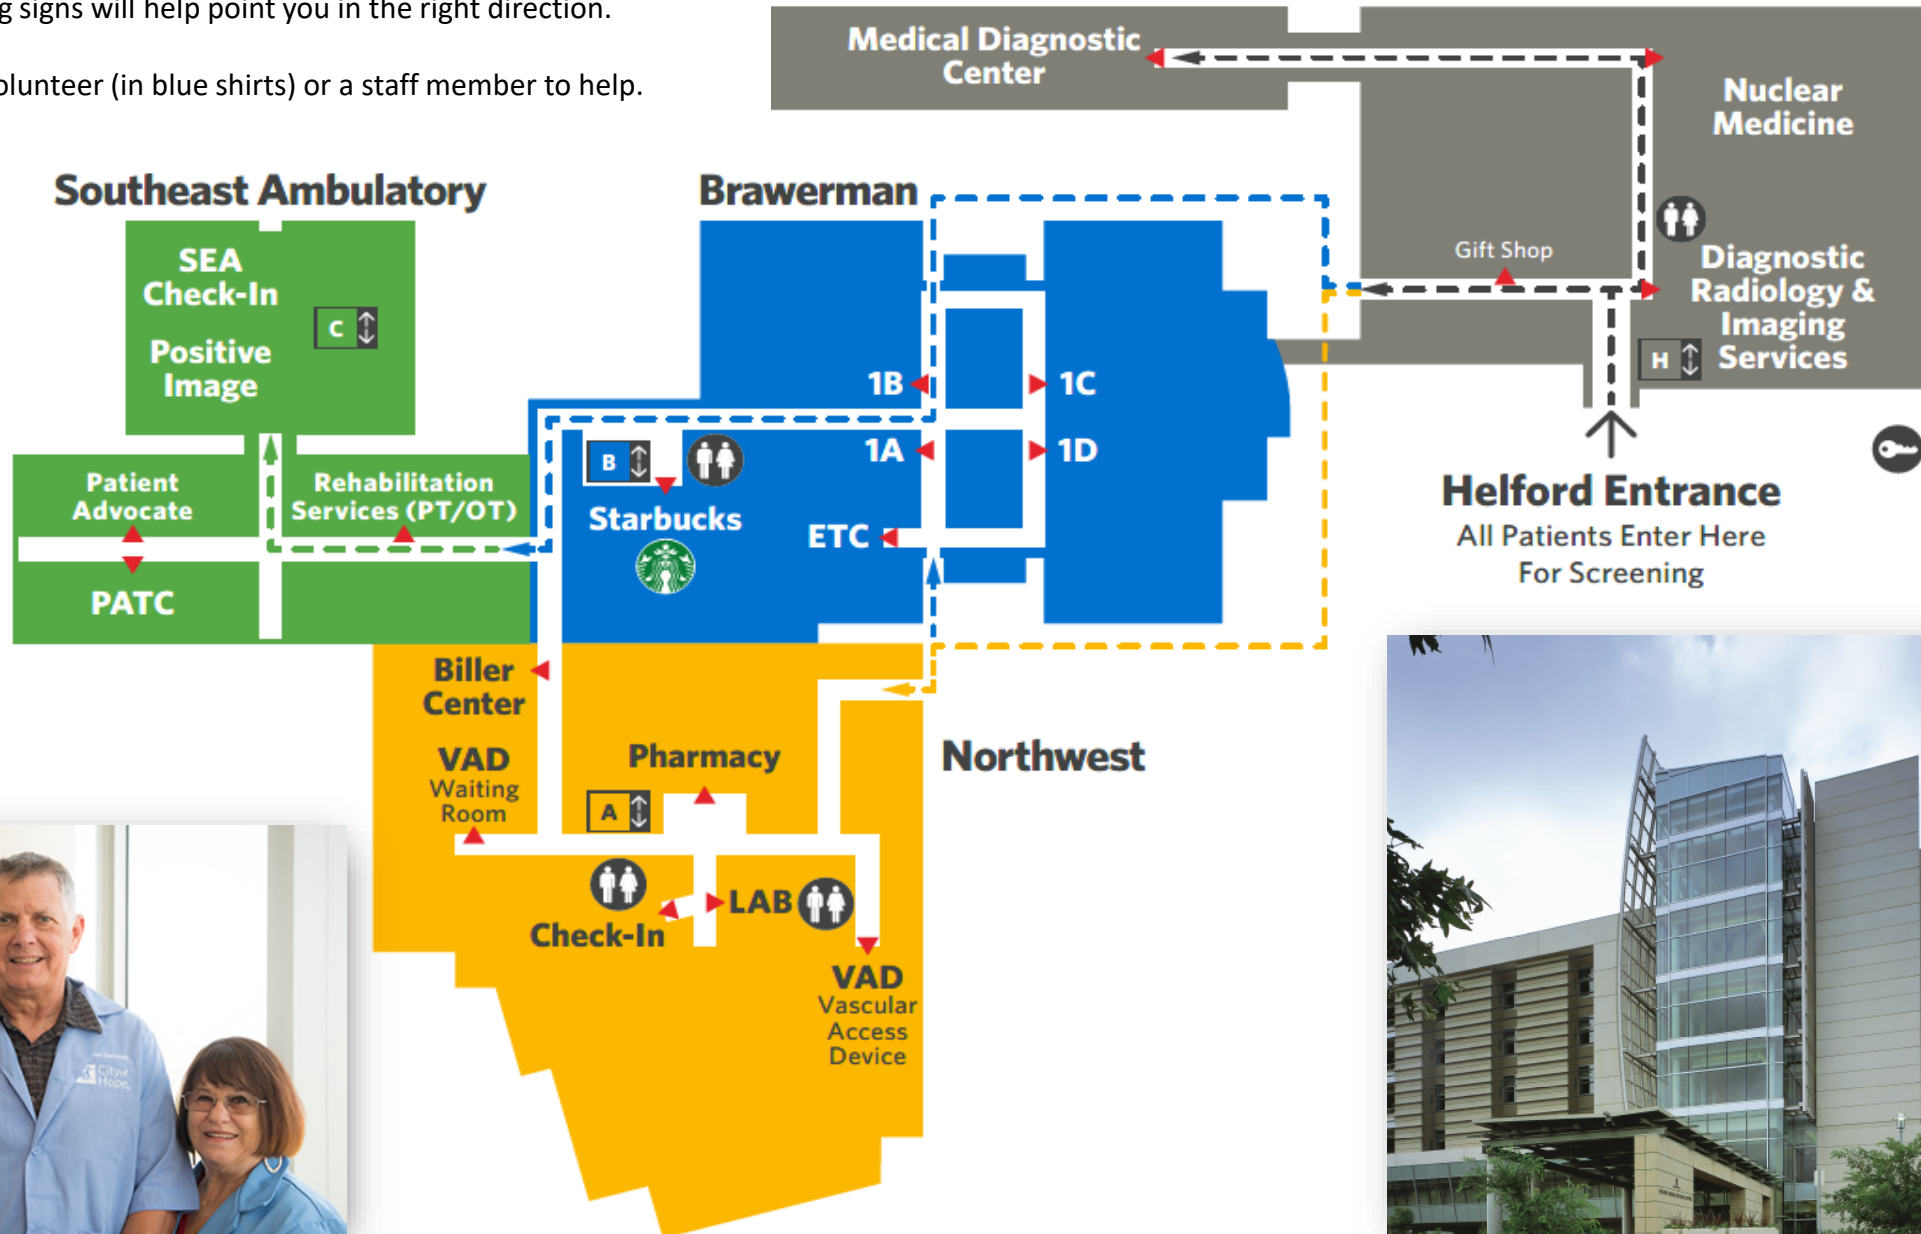 signs will help point you in the right direction.
(in blue shirts) or a staff member to help.
Medical Diagnostic
Center
Nuclear
Medicine
Gift Shop
Diagnostic
Radiology &
Imaging
Services
H
Helford Entrance
All Patients Enter Here
For Screening
Southeast Ambulatory
SEA
Check-In
Positive
Image
C
Patient
Advocate
Rehabilitation
Services (PT/OT)
PATC
Brawerman
1B
1C
1A
1D
B
Starbucks
ETC
Biller
Center
VAD
Waiting
Room
Pharmacy
A
Northwest
Check-In
LAB
VAD
Vascular
Access
Device
City of
Hope